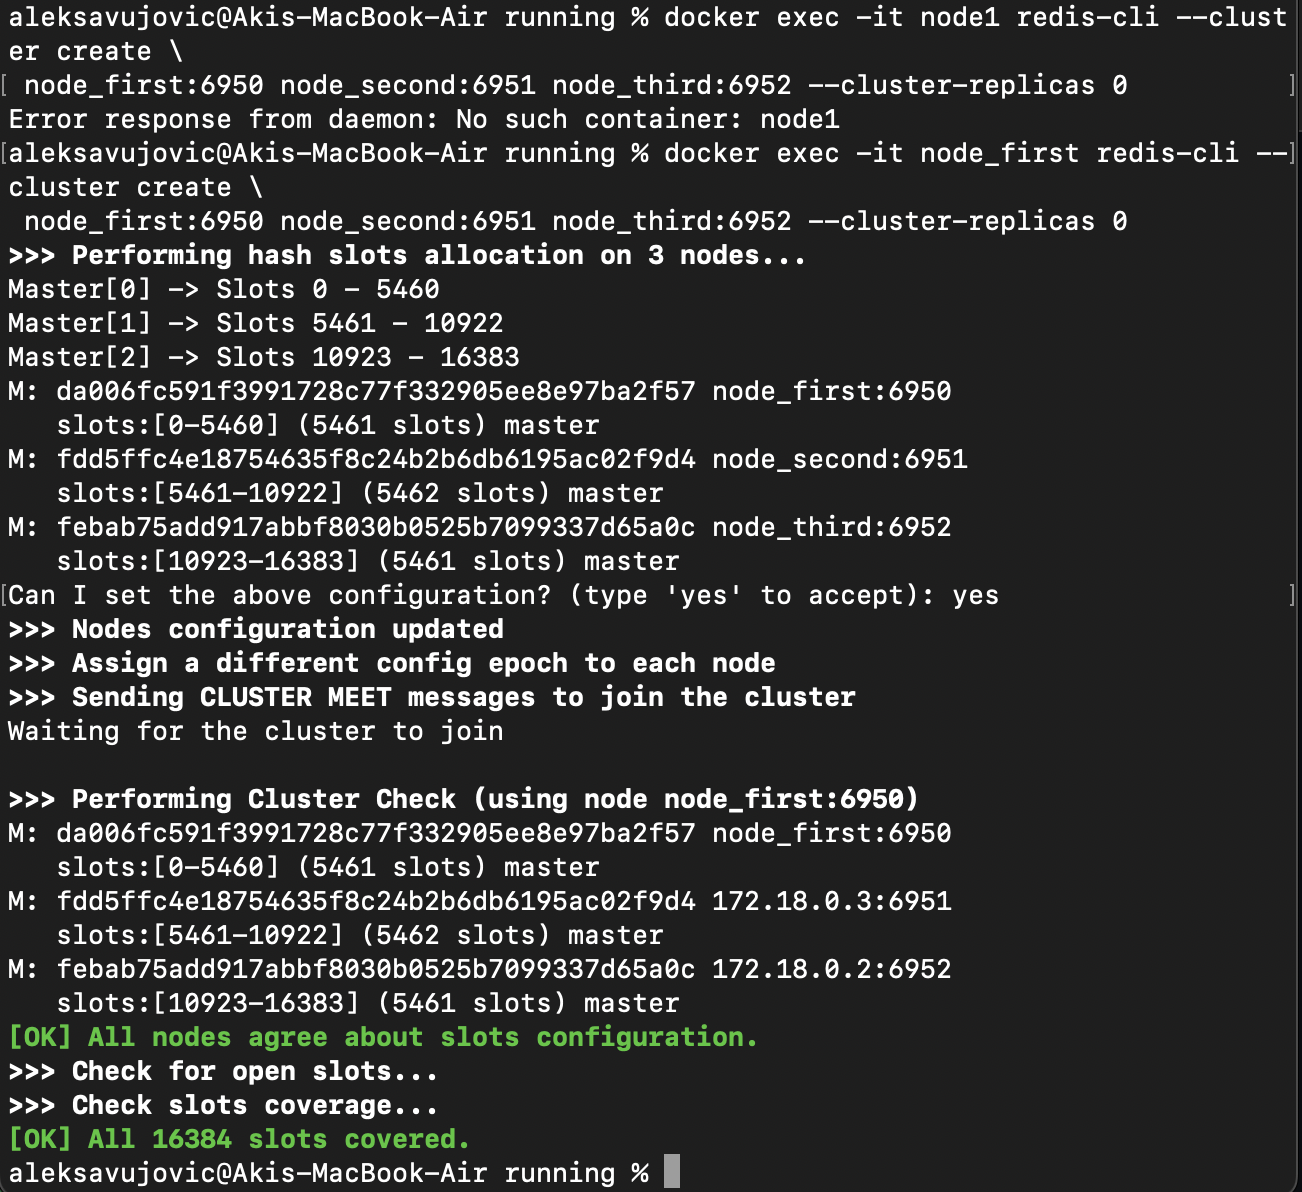 aleksavujovic@Akis-MacBook-Air running % docker exec -it node1 redis-cli --clust
er create \
[ node_first:6950 node_second:6951 node_third:6952 --cluster-replicas 0 ]
Error response from daemon: No such container: node1
[aleksavujovic@Akis-MacBook-Air running % docker exec -it node_first redis-cli --]
cluster create \
 node_first:6950 node_second:6951 node_third:6952 --cluster-replicas 0
>>> Performing hash slots allocation on 3 nodes...
Master[0] -> Slots 0 - 5460
Master[1] -> Slots 5461 - 10922
Master[2] -> Slots 10923 - 16383
M: da006fc591f3991728c77f332905ee8e97ba2f57 node_first:6950
   slots:[0-5460] (5461 slots) master
M: fdd5ffc4e18754635f8c24b2b6db6195ac02f9d4 node_second:6951
   slots:[5461-10922] (5462 slots) master
M: febab75add917abbf8030b0525b7099337d65a0c node_third:6952
   slots:[10923-16383] (5461 slots) master
[Can I set the above configuration? (type 'yes' to accept): yes ]
>>> Nodes configuration updated
>>> Assign a different config epoch to each node
>>> Sending CLUSTER MEET messages to join the cluster
Waiting for the cluster to join

>>> Performing Cluster Check (using node node_first:6950)
M: da006fc591f3991728c77f332905ee8e97ba2f57 node_first:6950
   slots:[0-5460] (5461 slots) master
M: fdd5ffc4e18754635f8c24b2b6db6195ac02f9d4 172.18.0.3:6951
   slots:[5461-10922] (5462 slots) master
M: febab75add917abbf8030b0525b7099337d65a0c 172.18.0.2:6952
   slots:[10923-16383] (5461 slots) master
[OK] All nodes agree about slots configuration.
>>> Check for open slots...
>>> Check slots coverage...
[OK] All 16384 slots covered.
aleksavujovic@Akis-MacBook-Air running %